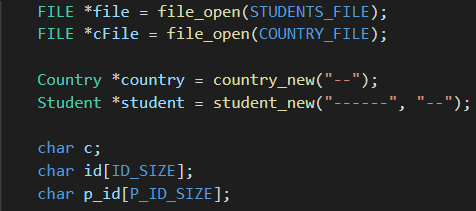 FILE *file = file_open(STUDENTS_FILE);
FILE *cFile = file_open(COUNTRY_FILE);
Country *country = country_new("--");
Student *student = student_new("------", "--");
char c;
char id[ID_SIZE];
char p_id[P_ID_SIZE];